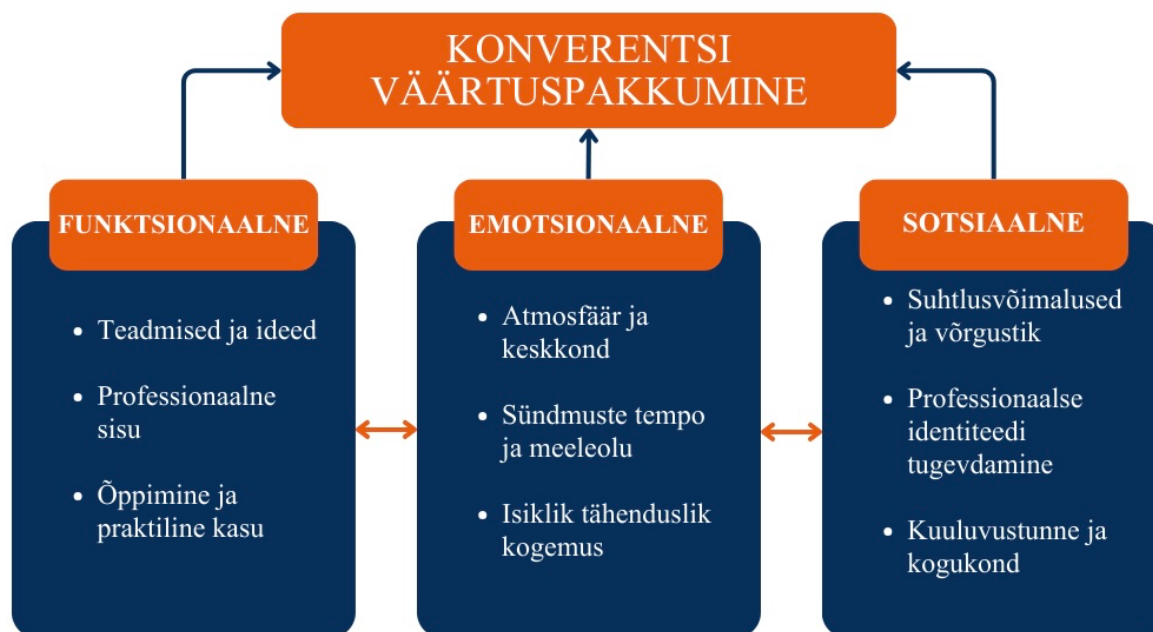 KONVERENTSI
VÄÄRTUSPAKKUMINE
FUNKTSIONAALNE
• Teadmised ja ideed
• Professionaalne
sisu
• Õppimine ja
praktiline kasu
EMOTSIONAALNE
• Atmosfäär ja
keskkond
• Sündmuste tempo
ja meeleolu
• Isiklik tähenduslik
kogemus
SOTSIAALNE
• Suhtlusvõimalused
ja võrgustik
• Professionaalse
identiteedi
tugevdamine
• Kuuluvustunne ja
kogukond